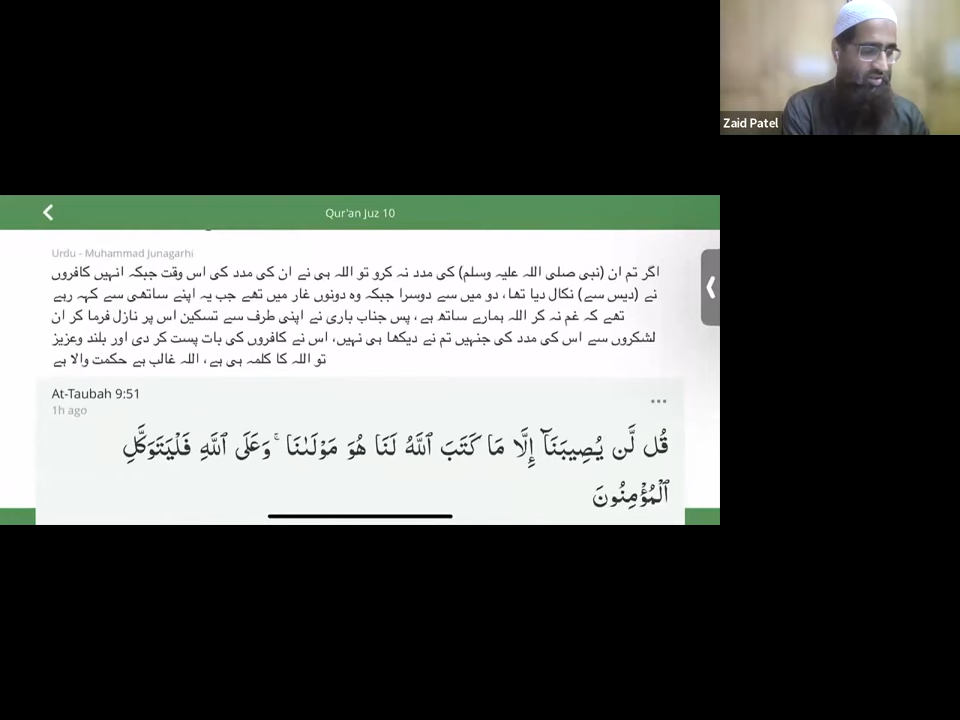 Zaid Patel
Qur'an Juz 10
Urdu - Muhammad Junagarhi
اگر تم ان (نبی صلی اللہ علیہ وسلم) کی مدد نہ کرو تو اللہ ہی نے ان کی مدد کی اس وقت جبکہ انہیں کافروں
نے (دیس سے) نکال دیا تھا، دو میں سے دوسرا جبکہ وہ دونوں غار میں تھے جب یہ اپنے ساتھی سے کہہ رہے
تھے کہ غم نہ کر اللہ ہمارے ساتھ ہے، پس جناب باری نے اپنی طرف سے تسکین اس پر نازل فرما کر ان
لشکروں سے اس کی مدد کی جنہیں تم نے دیکھا ہی نہیں، اس نے کافروں کی بات پست کر دی اور بلند وعزیز
تو اللہ کا کلمہ ہی ہے، اللہ غالب ہے حکمت والا ہے
At-Taubah 9:51
1h ago
قُل لَّن يُصِيبَنَآ إِلَّا مَا كَتَبَ ٱللَّهُ لَنَا هُوَ مَوْلَىٰنَا ۚ وَعَلَى ٱللَّهِ فَلْيَتَوَكَّلِ
ٱلْمُؤْمِنُونَ